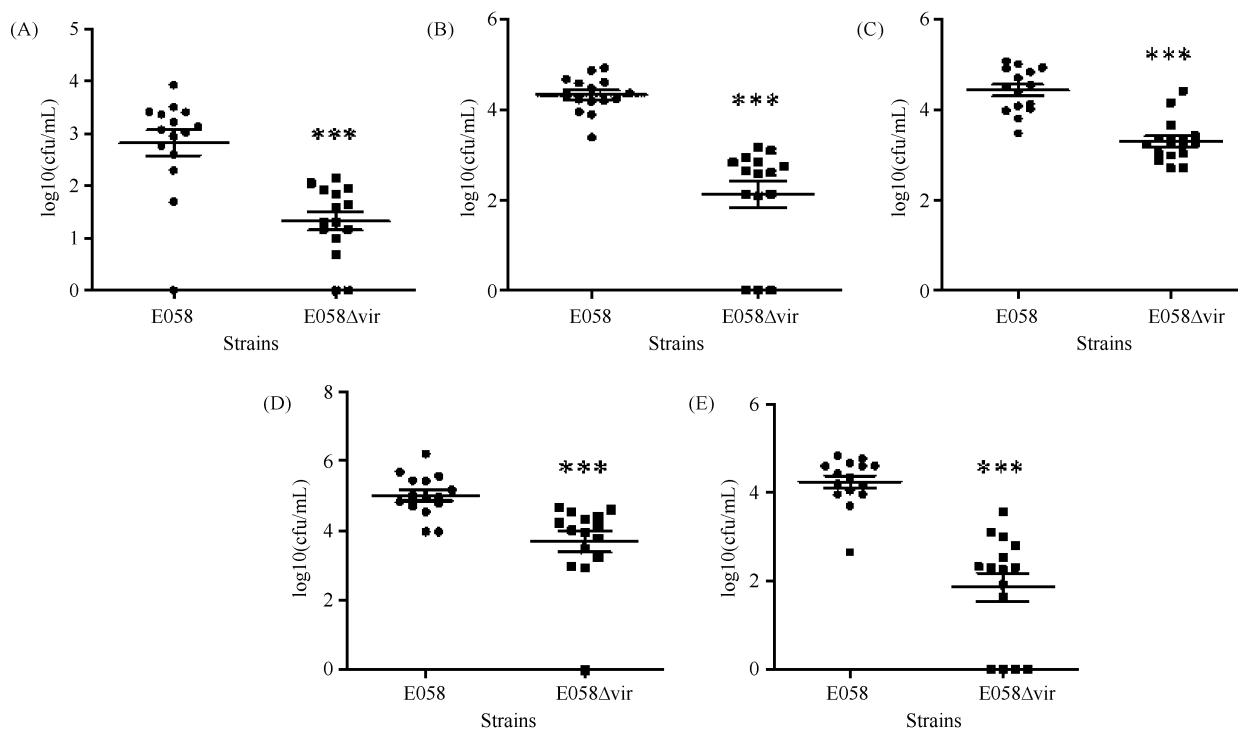 (A)
5
4
3
2
1
0
log10(cfu/mL)
***
E058
E058Δvir
Strains
(B)
6
4
2
0
log10(cfu/mL)
***
E058
E058Δvir
Strains
(C)
6
4
2
0
log10(cfu/mL)
***
E058
E058Δvir
Strains
(D)
8
6
4
2
0
log10(cfu/mL)
***
E058
E058Δvir
Strains
(E)
6
4
2
0
log10(cfu/mL)
***
E058
E058Δvir
Strains